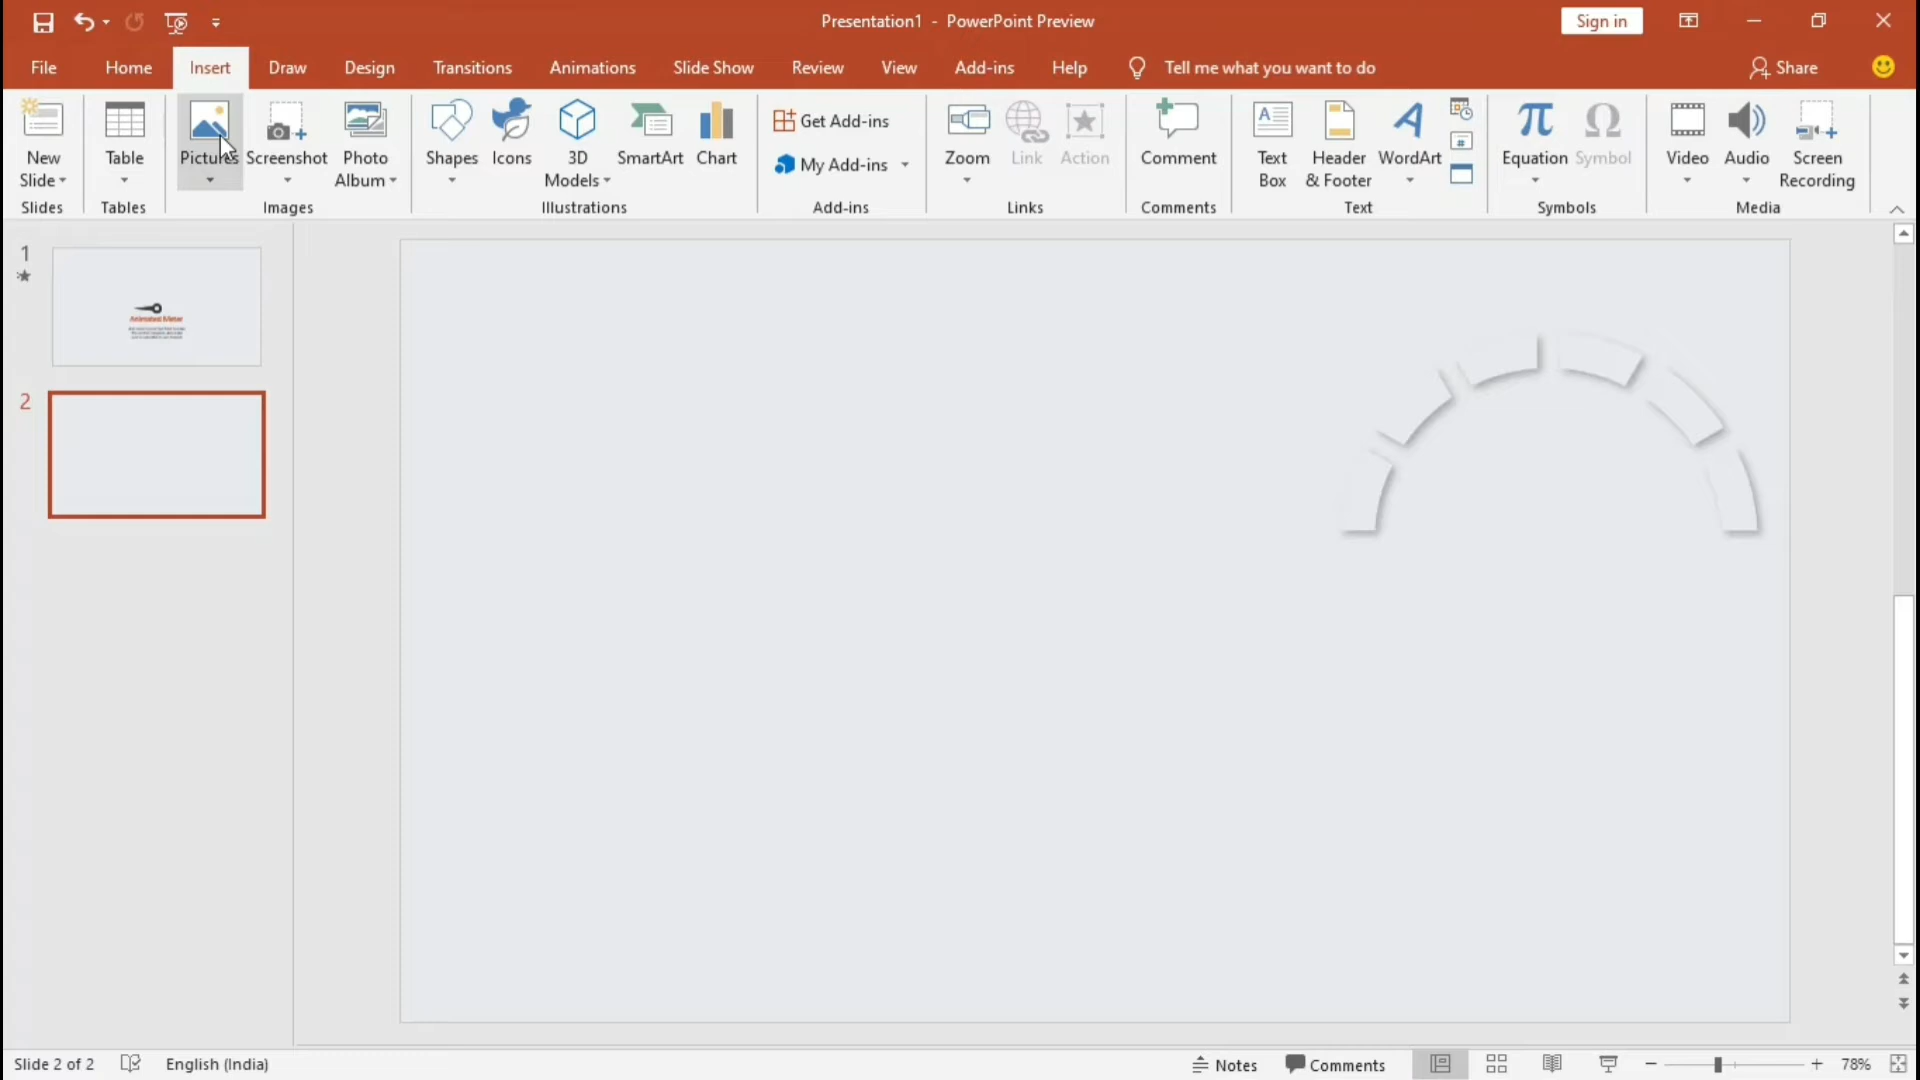 Presentation1 - PowerPoint Preview
Sign in
File Home Insert Draw Design Transitions Animations Slide Show Review View Add-ins Help Tell me what you want to do Share
New Slide
Table
Pictures
Screenshot
Photo Album
Shapes
Icons
3D Models
SmartArt
Chart
Get Add-ins
My Add-ins
Zoom
Link
Action
Comment
Text Box
Header & Footer
WordArt
Equation
Symbol
Video
Audio
Screen Recording
Slides Tables Images Illustrations Add-ins Links Comments Text Symbols Media
1
Animated Meter
2
Slide 2 of 2 English (India) Notes Comments 78%